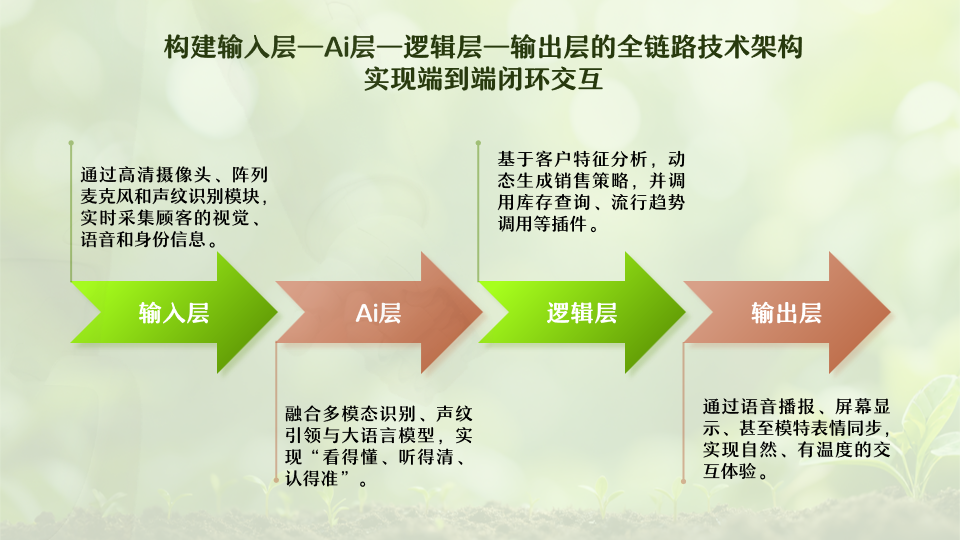 构建输入层—Ai层—逻辑层—输出层的全链路技术架构
实现端到端闭环交互
通过高清摄像头、阵列
麦克风和声纹识别模块，
实时采集顾客的视觉、
语音和身份信息。
基于客户特征分析，动
态生成销售策略，并调
用库存查询、流行趋势
调用等插件。
输入层
Ai层
逻辑层
输出层
融合多模态识别、声纹
引领与大语言模型，实
现“看得懂、听得清、
认得准”。
通过语音播报、屏幕显
示、甚至模特表情同步，
实现自然、有温度的交
互体验。